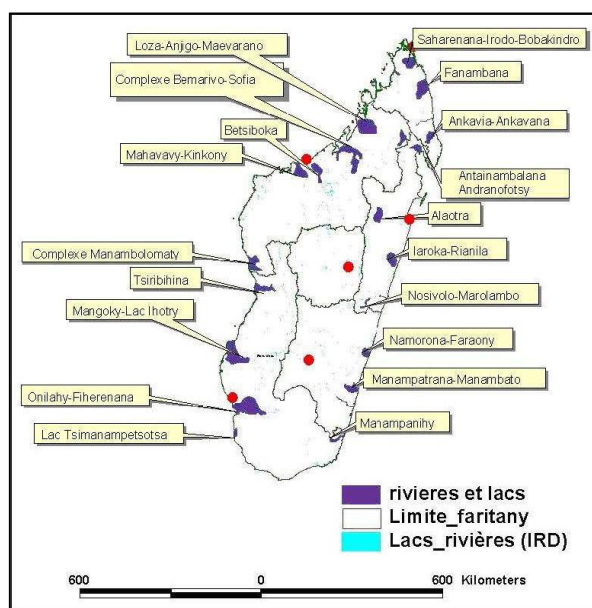 Loza-Anjigo-Maevarano
Saharenana-Irodo-Bobakindro
Complexe Bemarivo-Sofia
Fanambana
Betsiboka
Ankavia-Ankavana
Mahavavy-Kinkony
Antainambalana
Andranofotsy
Alaotra
Complexe Manambolomaty
Iaroka-Rianila
Tsiribihina
Nosivolo-Marolambo
Mangoky-Lac Ihotry
Namorona-Faraony
Manampatrana-Manambato
Onilahy-Fiherenana
Manampanihy
Lac Tsimanampetsotsa
rivieres et lacs
Limite_faritany
Lacs_rivières (IRD)
600 0 600 Kilometers